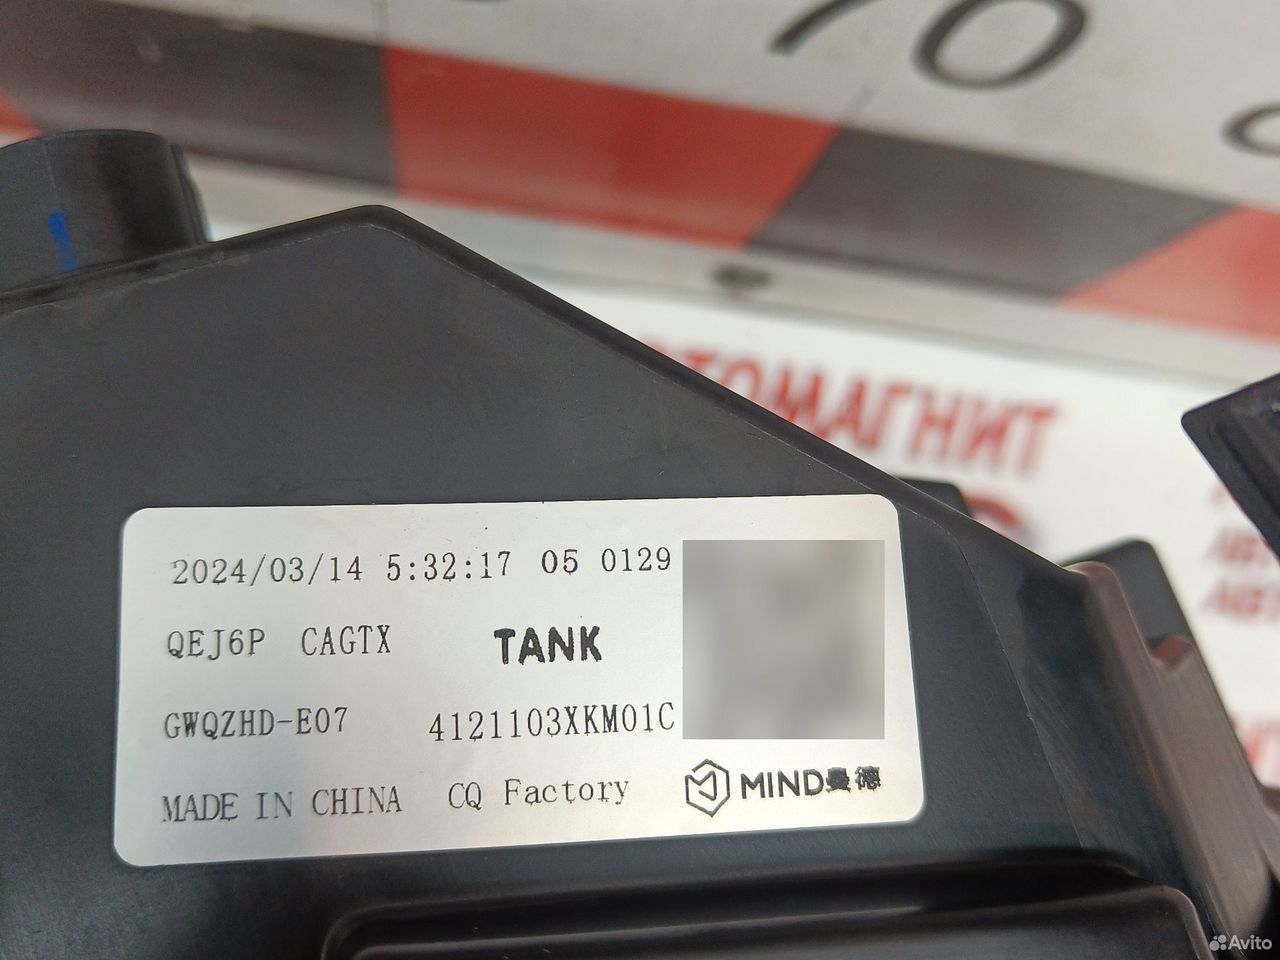 70
ТОМАГНИТ
2024/03/14 5:32:17 05 0129
QEJ6P CAGTX TANK
GWQZHD-E07 4121103XKM01C
MADE IN CHINA CQ Factory MIND曼德
Avito